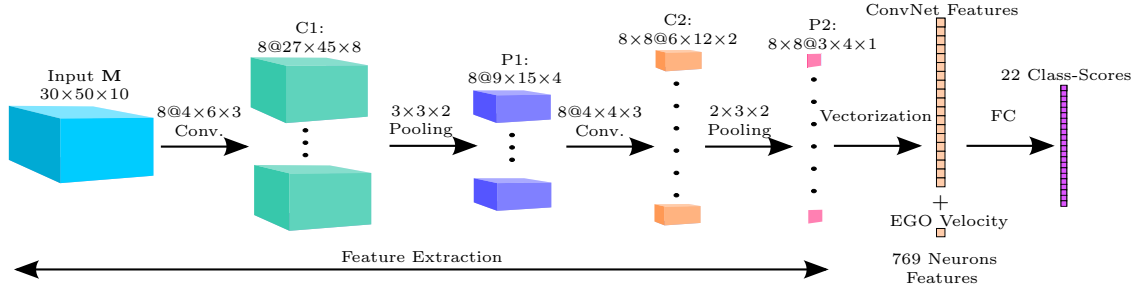 Input M
30×50×10
8@4×6×3
Conv.
C1:
8@27×45×8
3×3×2
Pooling
P1:
8@9×15×4
8@4×4×3
Conv.
C2:
8×8@6×12×2
2×3×2
Pooling
P2:
8×8@3×4×1
Vectorization
ConvNet Features
+
EGO Velocity
769 Neurons
Features
FC
22 Class-Scores
Feature Extraction